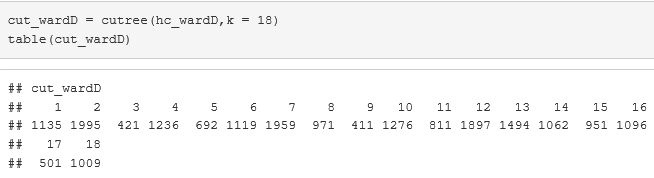 cut_wardD = cutree(hc_wardD,k = 18)
table(cut_wardD)
## cut_wardD
##    1    2    3    4    5    6    7    8    9   10   11   12   13   14   15   16
## 1135 1995  421 1236  692 1119 1959  971  411 1276  811 1897 1494 1062  951 1096
##   17   18
##  501 1009